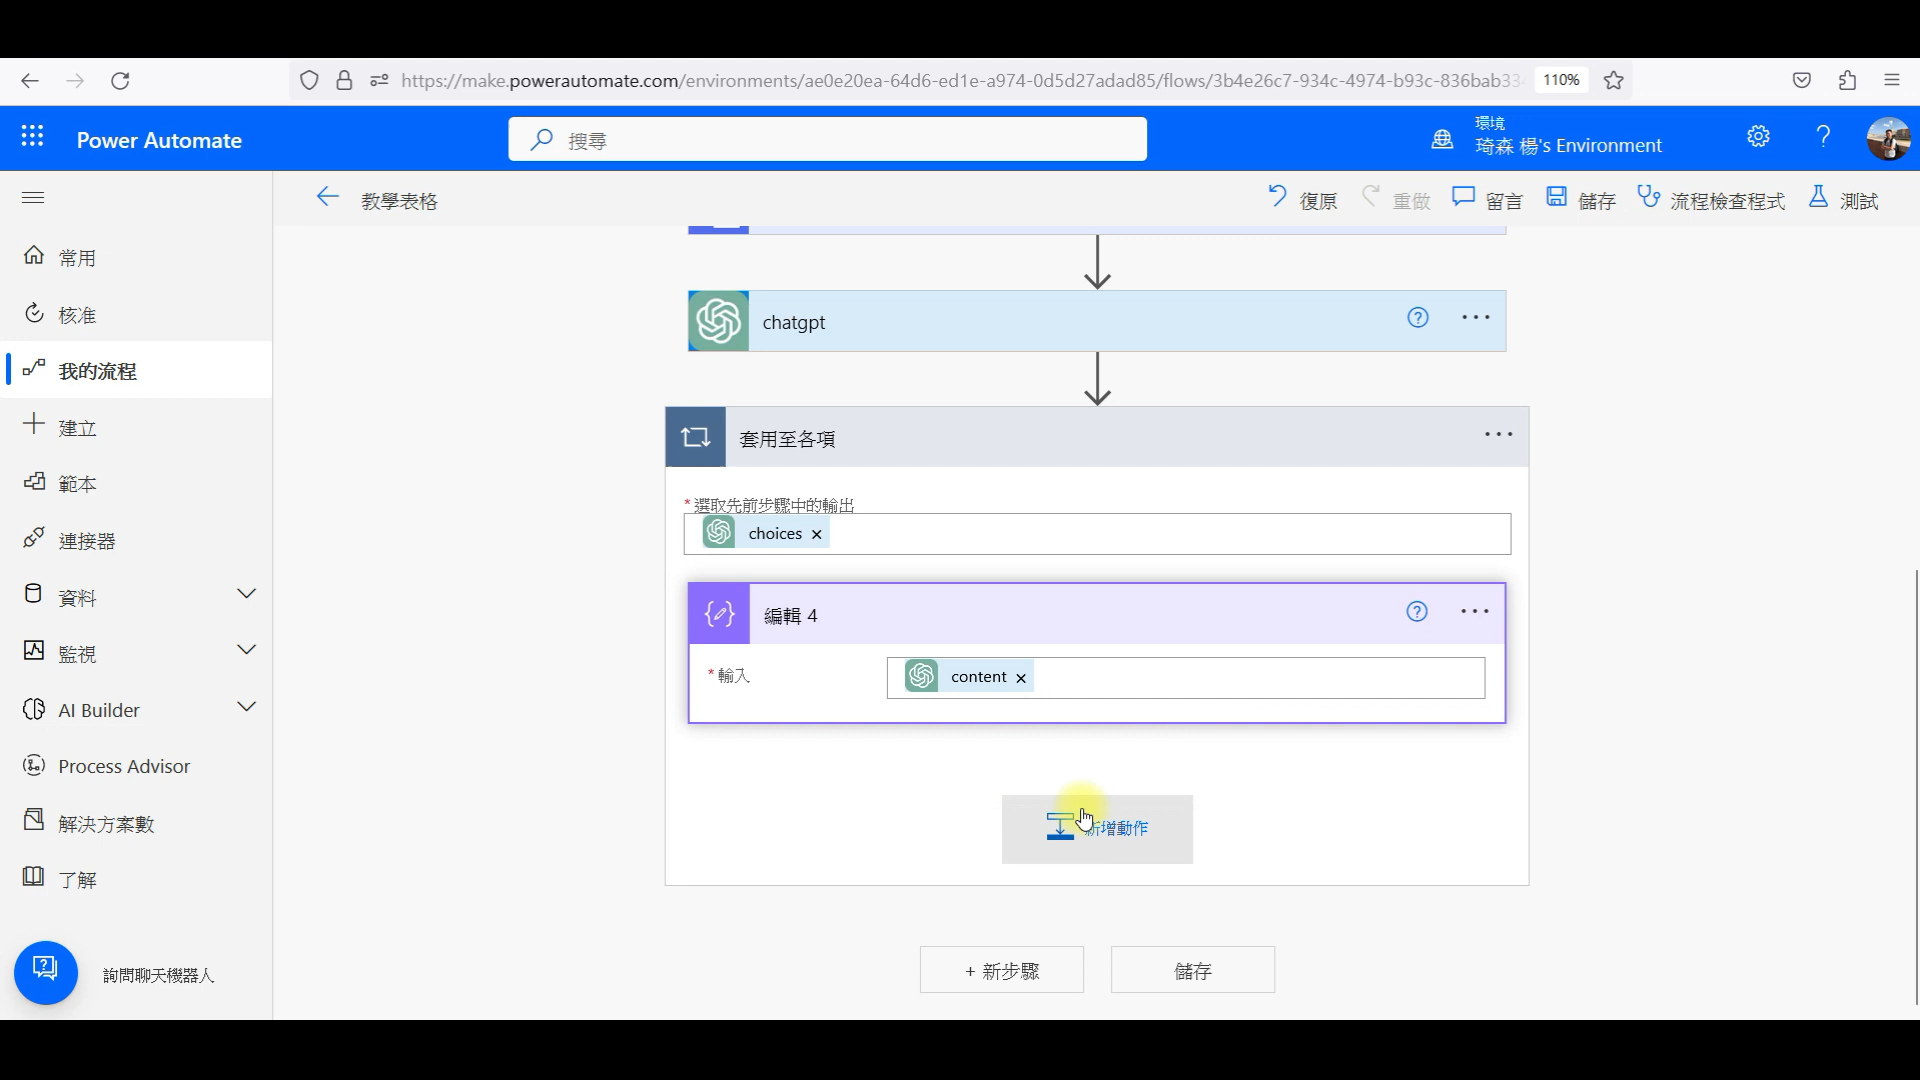 https://make.powerautomate.com/environments/ae0e20ea-64d6-ed1e-a974-0d5d27adad85/flows/3b4e26c7-934c-4974-b93c-836bab33
110%
Power Automate
搜尋
環境
琦森 楊's Environment
教學表格
復原
重做
留言
儲存
流程檢查程式
測試
常用
核准
我的流程
建立
範本
連接器
資料
監視
AI Builder
Process Advisor
解決方案數
了解
詢問聊天機器人
chatgpt
套用至各項
* 選取先前步驟中的輸出
choices ×
編輯 4
* 輸入
content ×
新增動作
+ 新步驟
儲存